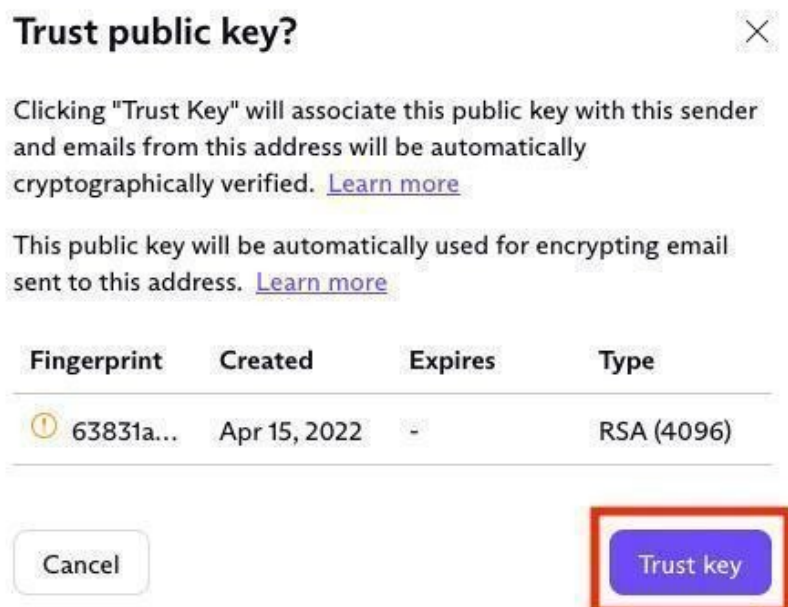 Trust public key?
Clicking "Trust Key" will associate this public key with this sender
and emails from this address will be automatically
cryptographically verified. Learn more
This public key will be automatically used for encrypting email
sent to this address. Learn more
Fingerprint Created Expires Type
63831a... Apr 15, 2022 - RSA (4096)
Cancel Trust key